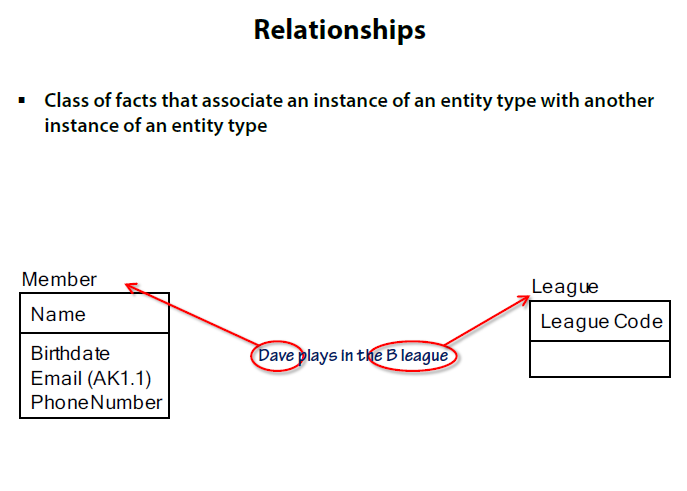 Relationships
▪ Class of facts that associate an instance of an entity type with another
instance of an entity type
Member
Name
Birthdate
Email (AK1.1)
PhoneNumber
Dave plays in the B league
League
League Code